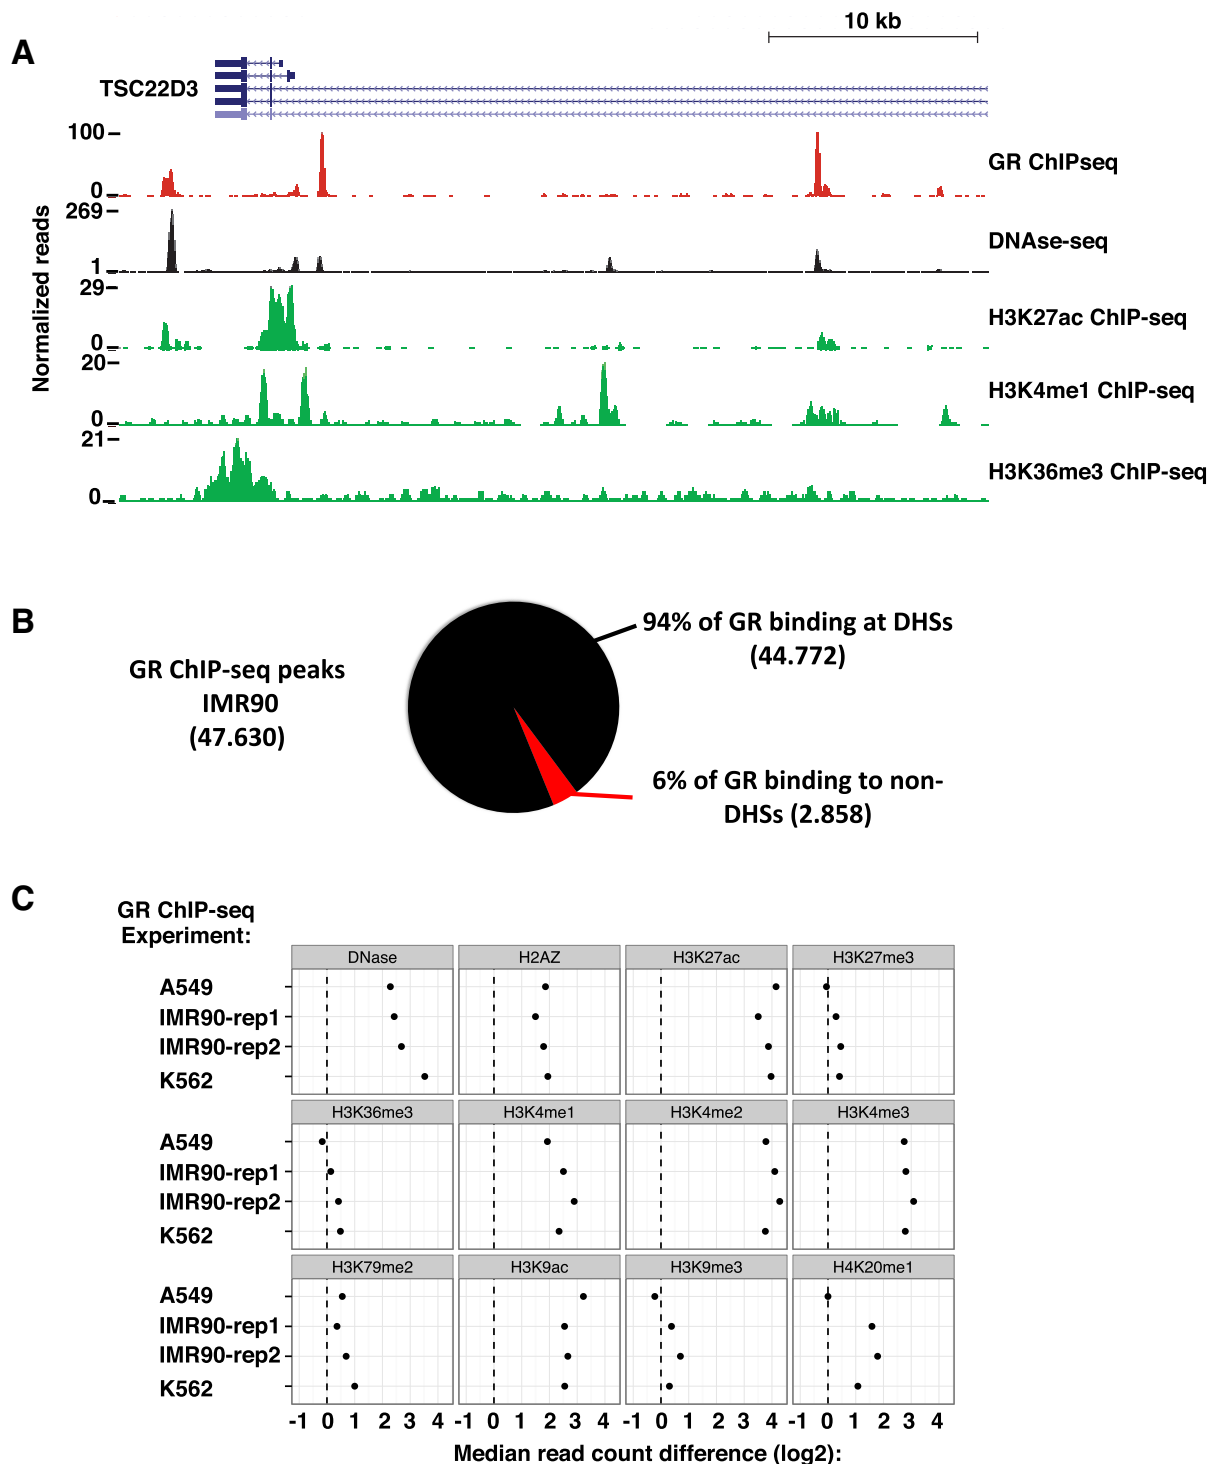 A
10 kb
TSC22D3
100
0
GR ChIPseq
269
1
DNAse-seq
29
0
H3K27ac ChIP-seq
20
0
H3K4me1 ChIP-seq
21
0
H3K36me3 ChIP-seq
Normalized reads
B
GR ChIP-seq peaks
IMR90
(47.630)
94% of GR binding at DHSs
(44.772)
6% of GR binding to non-
DHSs (2.858)
C
GR ChIP-seq
Experiment:
DNase H2AZ H3K27ac H3K27me3
A549
IMR90-rep1
IMR90-rep2
K562
H3K36me3 H3K4me1 H3K4me2 H3K4me3
A549
IMR90-rep1
IMR90-rep2
K562
H3K79me2 H3K9ac H3K9me3 H4K20me1
A549
IMR90-rep1
IMR90-rep2
K562
-1 0 1 2 3 4 -1 0 1 2 3 4 -1 0 1 2 3 4 -1 0 1 2 3 4
Median read count difference (log2):